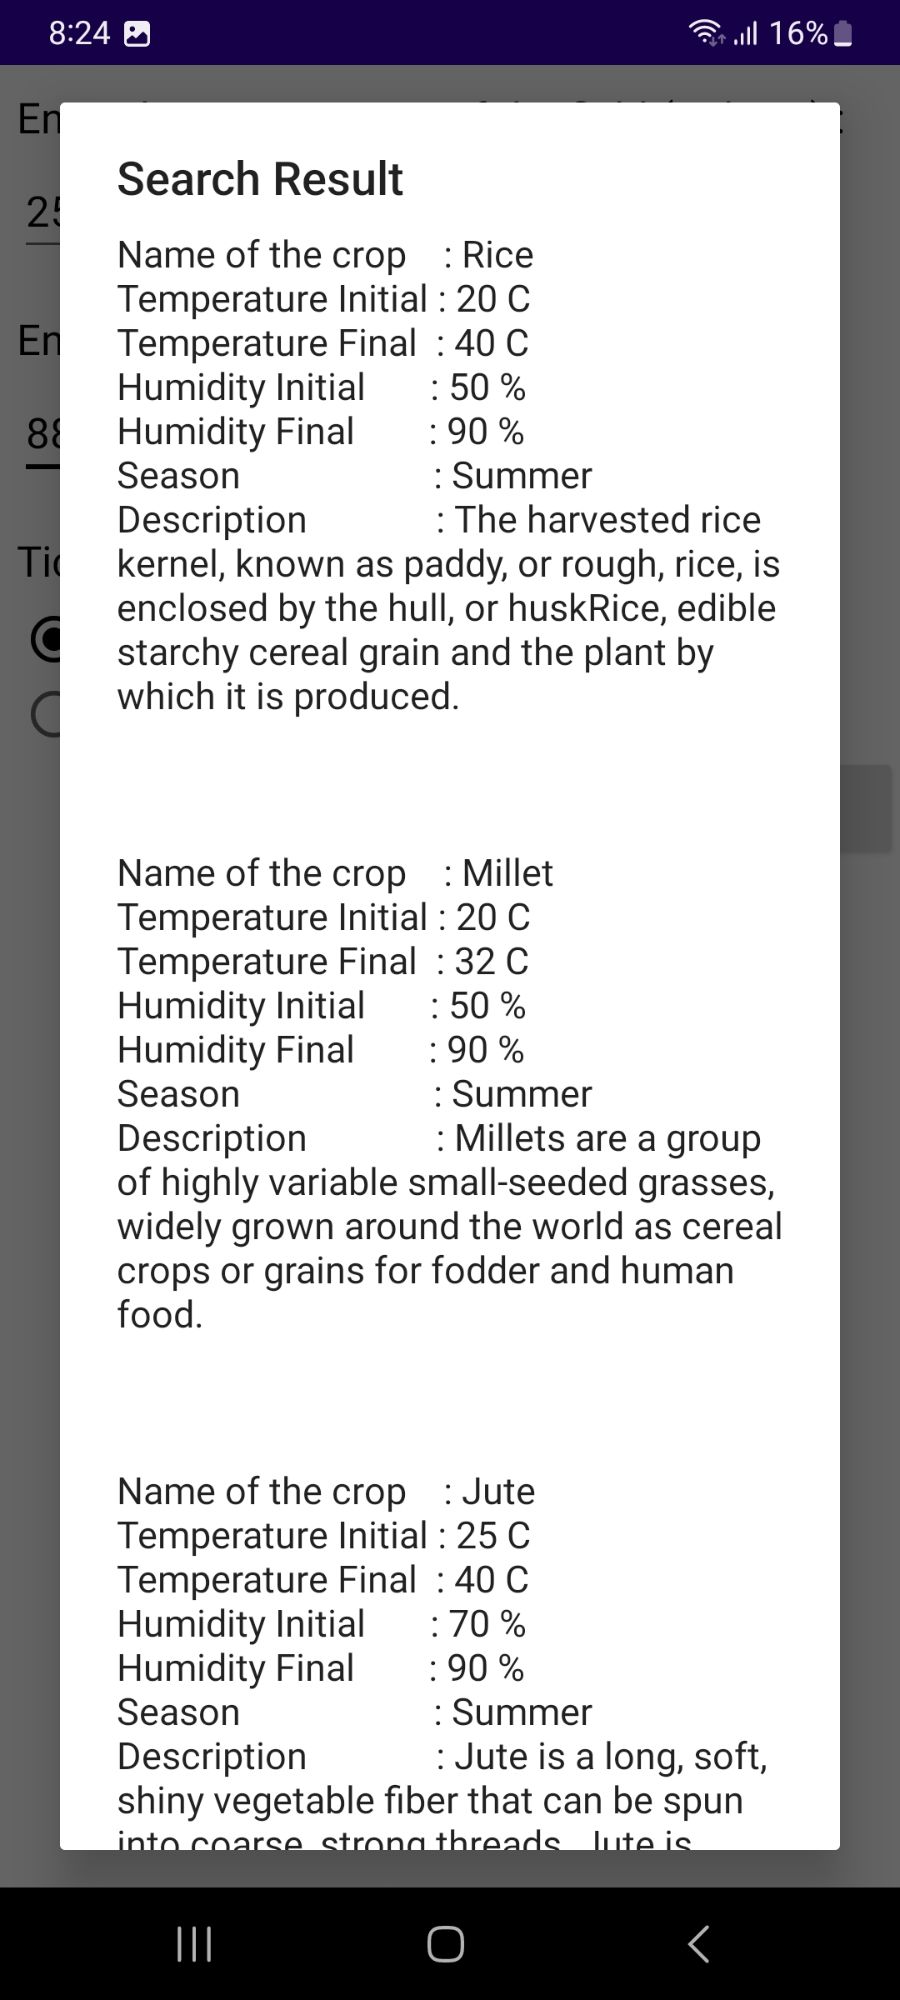 8:24 16%
En :
25
En
88
Tic
Search Result
Name of the crop : Rice
Temperature Initial : 20 C
Temperature Final : 40 C
Humidity Initial : 50 %
Humidity Final : 90 %
Season : Summer
Description : The harvested rice
kernel, known as paddy, or rough, rice, is
enclosed by the hull, or huskRice, edible
starchy cereal grain and the plant by
which it is produced.
Name of the crop : Millet
Temperature Initial : 20 C
Temperature Final : 32 C
Humidity Initial : 50 %
Humidity Final : 90 %
Season : Summer
Description : Millets are a group
of highly variable small-seeded grasses,
widely grown around the world as cereal
crops or grains for fodder and human
food.
Name of the crop : Jute
Temperature Initial : 25 C
Temperature Final : 40 C
Humidity Initial : 70 %
Humidity Final : 90 %
Season : Summer
Description : Jute is a long, soft,
shiny vegetable fiber that can be spun
into coarse, strong threads. Jute is